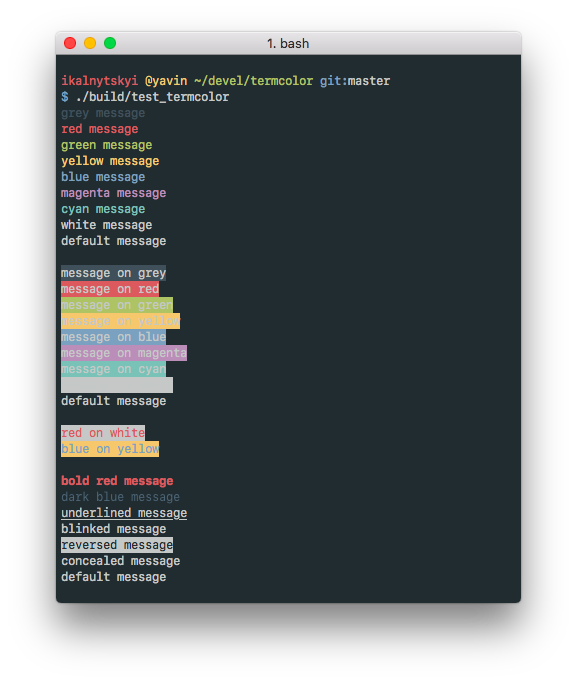 1. bash
ikalnytskyi @yavin ~/devel/termcolor git:master
$ ./build/test_termcolor
grey message
red message
green message
yellow message
blue message
magenta message
cyan message
white message
default message
message on grey
message on red
message on green
message on yellow
message on blue
message on magenta
message on cyan
default message
red on white
blue on yellow
bold red message
dark blue message
underlined message
blinked message
reversed message
concealed message
default message